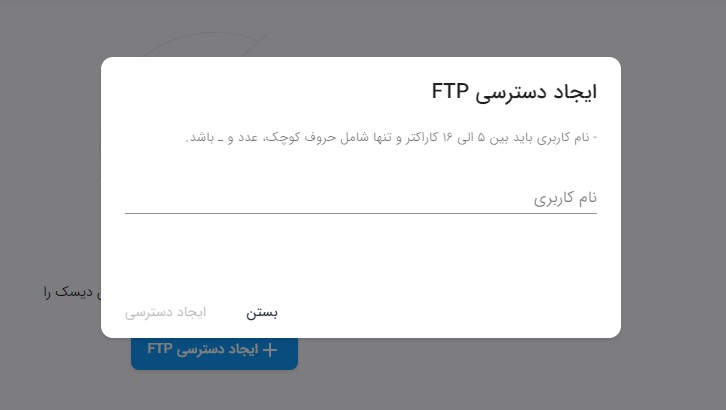 ایجاد دسترسی FTP
- نام کاربری باید بین ۵ الی ۱۶ کاراکتر و تنها شامل حروف کوچک، عدد و ـ باشد.
نام کاربری
دیسک را
بستن
ایجاد دسترسی
ایجاد دسترسی FTP